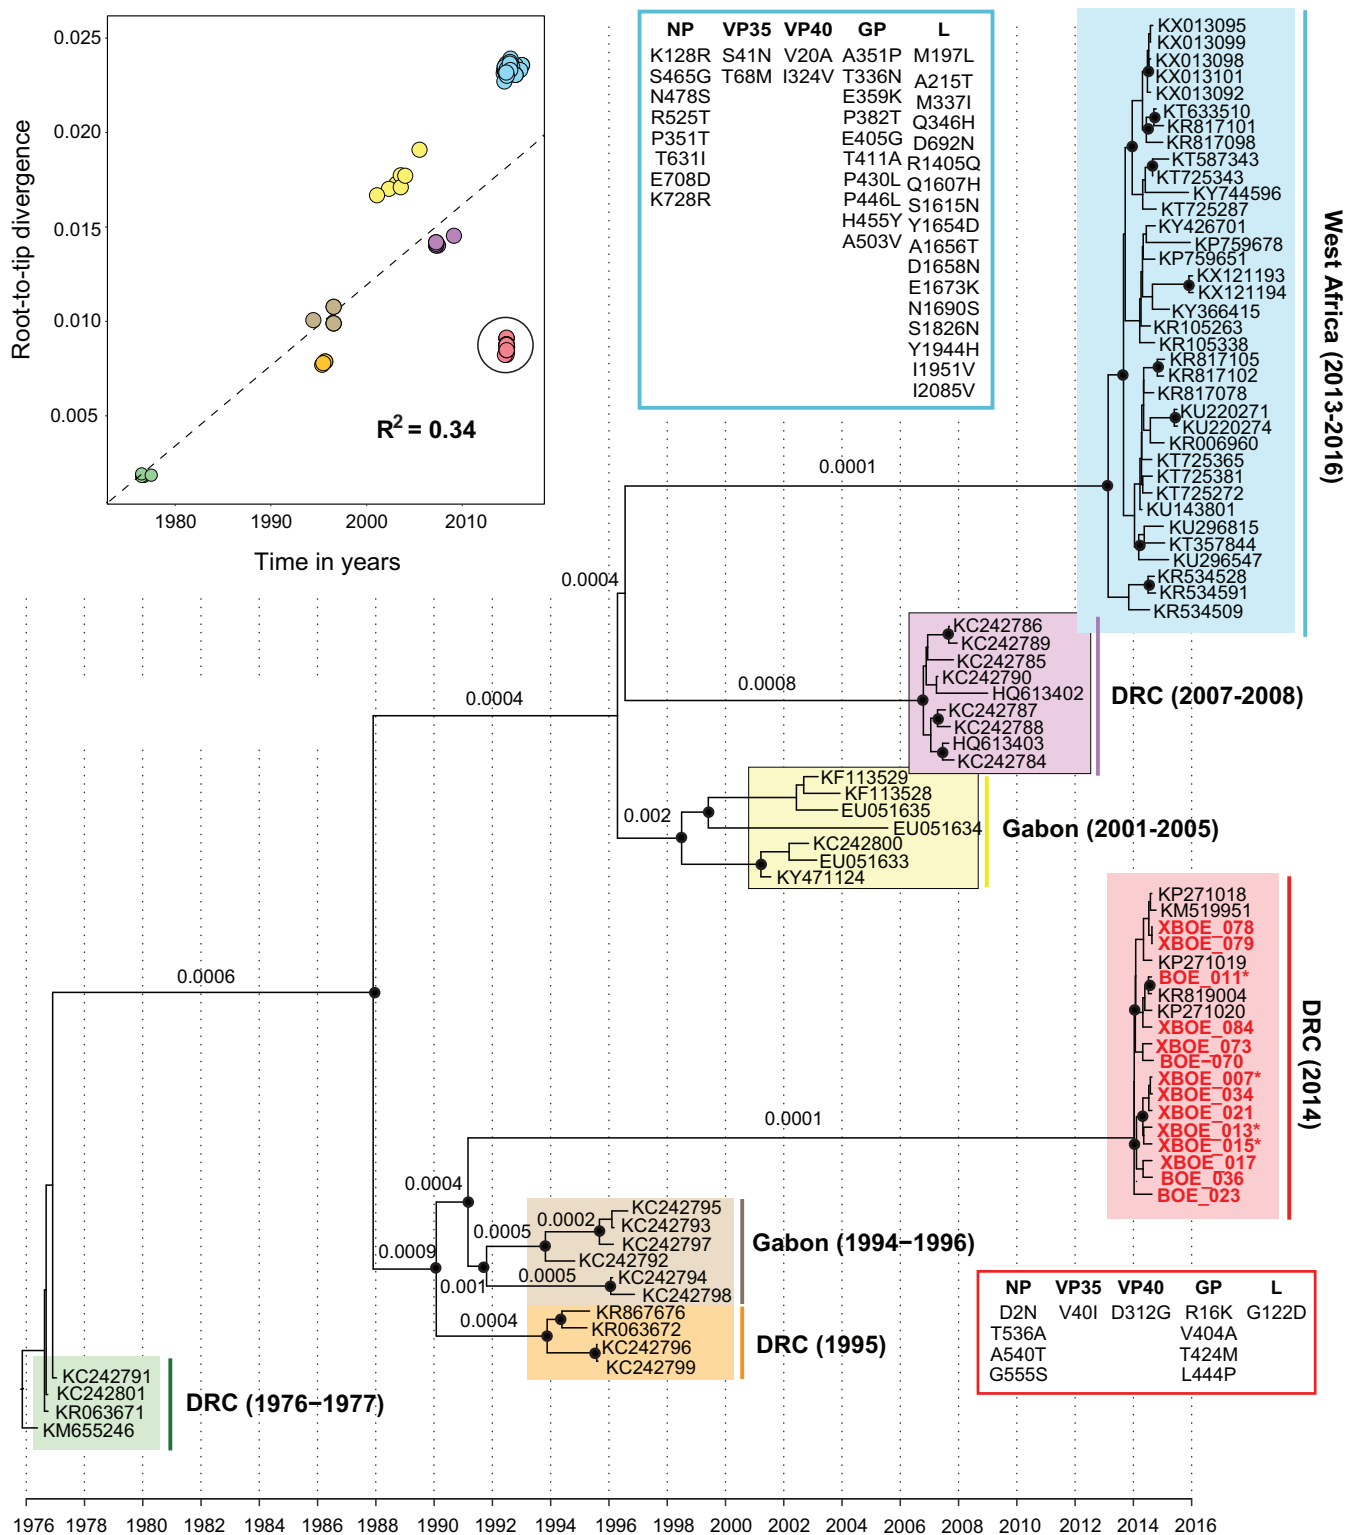 0.025
0.020
0.015
0.010
0.005
Root-to-tip divergence
R2 = 0.34
1980 1990 2000 2010
Time in years
NP VP35 VP40 GP L
K128R S41N V20A A351P M197L
S465G T68M I324V T336N A215T
N478S E359K M337I
R525T P382T Q346H
P351T E405G D692N
T631I T411A R1405Q
E708D P430L Q1607H
K728R P446L S1615N
H455Y Y1654D
A503V A1656T
D1658N
E1673K
N1690S
S1826N
Y1944H
I1951V
I2085V
KX013095
KX013099
KX013098
KX013101
KX013092
KT633510
KR817101
KR817098
KT587343
KT725343
KY744596
KT725287
KY426701
KP759678
KP759651
KX121193
KX121194
KY366415
KR105263
KR105338
KR817105
KR817102
KR817078
KU220271
KU220274
KR006960
KT725365
KT725381
KT725272
KU143801
KU296815
KT357844
KU296547
KR534528
KR534591
KR534509
West Africa (2013-2016)
0.0001
0.0004
KC242786
KC242789
KC242785
KC242790
HQ613402
KC242787
KC242788
HQ613403
KC242784
DRC (2007-2008)
0.0008
0.0004
KF113529
KF113528
EU051635
EU051634
KC242800
EU051633
KY471124
Gabon (2001-2005)
0.002
0.0006
KP271018
KM519951
XBOE_078
XBOE_079
KP271019
BOE_011*
KR819004
KP271020
XBOE_084
XBOE_073
BOE−070
XBOE_007*
XBOE_034
XBOE_021
XBOE_013*
XBOE_015*
XBOE_017
BOE_036
BOE_023
DRC (2014)
0.0001
0.0004
0.0009
0.0005
0.0002
0.001
0.0005
0.0004
KC242795
KC242793
KC242797
KC242792
KC242794
KC242798
Gabon (1994−1996)
KR867676
KR063672
KC242796
KC242799
DRC (1995)
NP VP35 VP40 GP L
D2N V40I D312G R16K G122D
T536A V404A
A540T T424M
G555S L444P
KC242791
KC242801
KR063671
KM655246
DRC (1976−1977)
1976 1978 1980 1982 1984 1986 1988 1990 1992 1994 1996 1998 2000 2002 2004 2006 2008 2010 2012 2014 2016